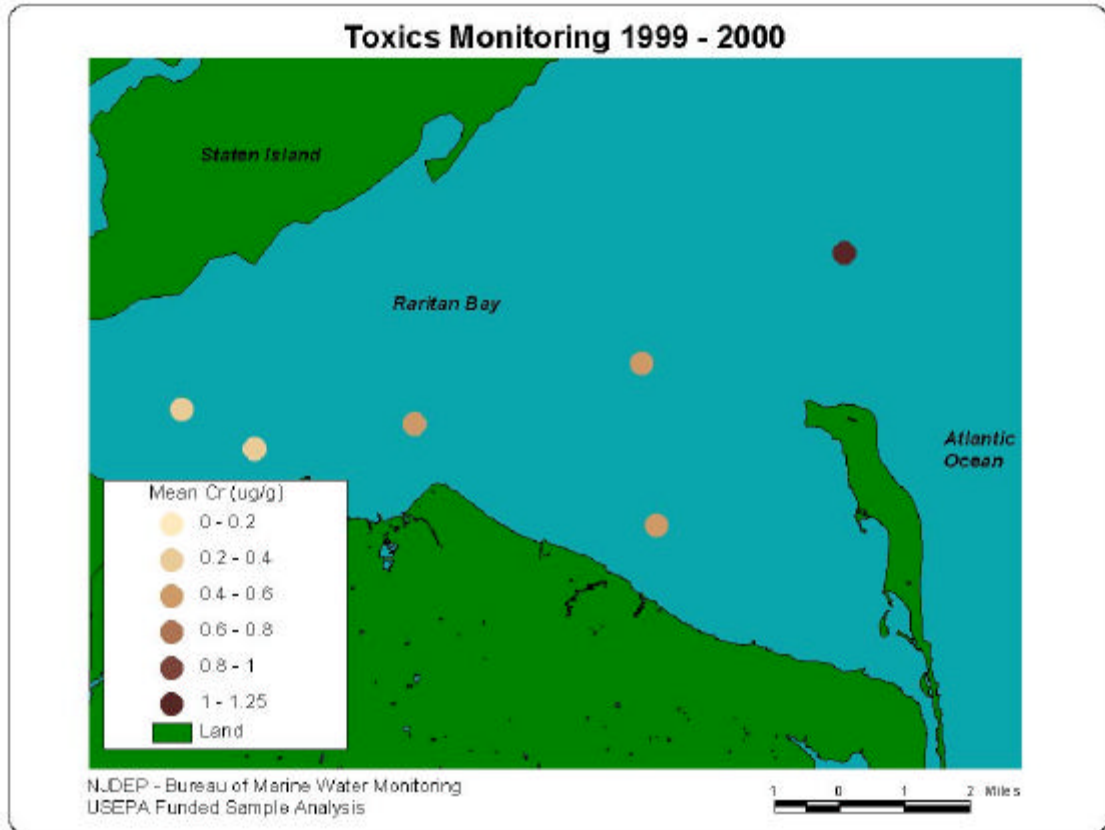 Toxics Monitoring 1999 - 2000
Staten Island
Raritan Bay
Atlantic
Ocean
Mean Cr (ug/g)
0 - 0.2
0.2 - 0.4
0.4 - 0.6
0.6 - 0.8
0.8 - 1
1 - 1.25
Land
NJDEP - Bureau of Marine Water Monitoring
USEPA Funded Sample Analysis
1 0 1 2 Miles